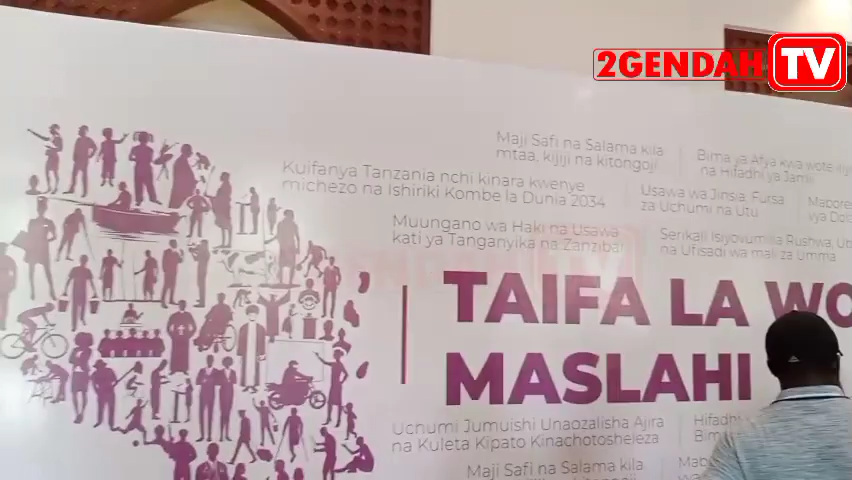 2GENDAH TV
Maji Safi na Salama kila
mtaa, kijiji na kitongoji
Bima ya Afya kwa wote
na Hifadhi ya Jamii
Kuifanya Tanzania nchi kinara kwenye
michezo na Ishiriki Kombe la Dunia 2034
Usawa wa Jinsia, Fursa
za Uchumi na Utu
Muungano wa Haki na Usawa
kati ya Tanganyika na Zanzibar
Serikali Isiyovumilia Rushwa,
na Ufisadi wa mali za Umma
TAIFA LA
MASLAHI
Uchumi Jumuishi Unaozalisha Ajira
na Kuleta Kipato Kinachotosheleza
Hifadhi
Maji Safi na Salama kila